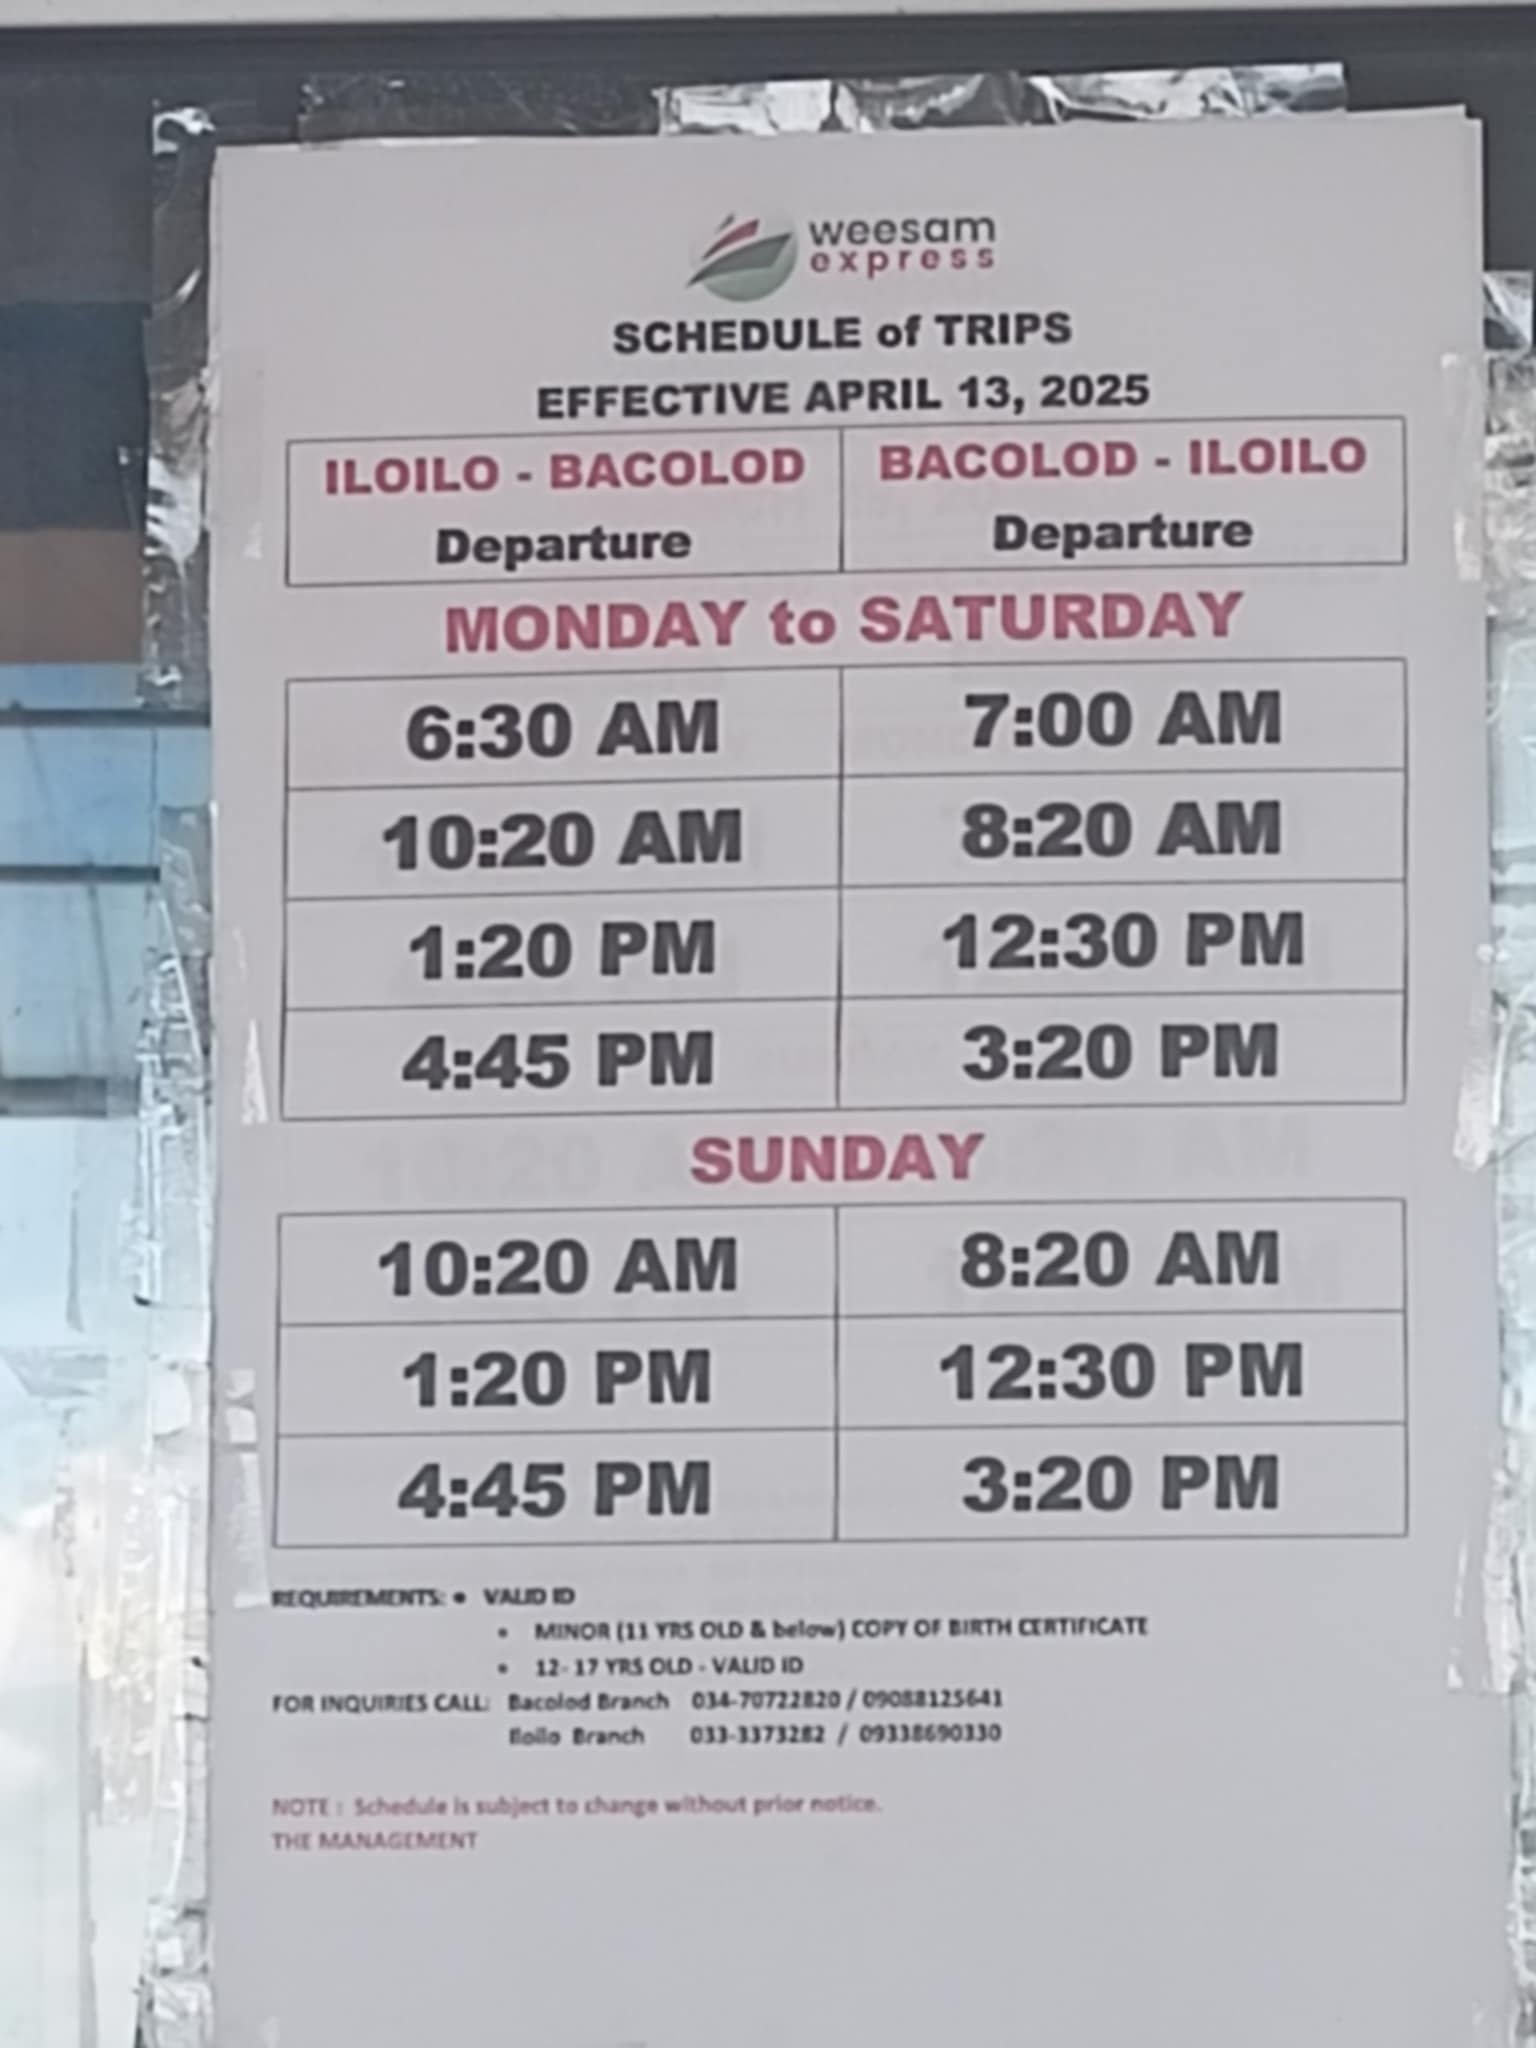 weesam
express
SCHEDULE of TRIPS
EFFECTIVE APRIL 13, 2025
ILOILO - BACOLOD BACOLOD - ILOILO
Departure Departure
MONDAY to SATURDAY
6:30 AM 7:00 AM
10:20 AM 8:20 AM
1:20 PM 12:30 PM
4:45 PM 3:20 PM
SUNDAY
10:20 AM 8:20 AM
1:20 PM 12:30 PM
4:45 PM 3:20 PM
REQUIREMENTS: • VALID ID
• MINOR (11 YRS OLD & below) COPY OF BIRTH CERTIFICATE
• 12- 17 YRS OLD - VALID ID
FOR INQUIRIES CALL: Bacolod Branch 034-70722820 / 09088125641
Iloilo Branch 033-3373282 / 09338690330
NOTE : Schedule is subject to change without prior notice.
THE MANAGEMENT